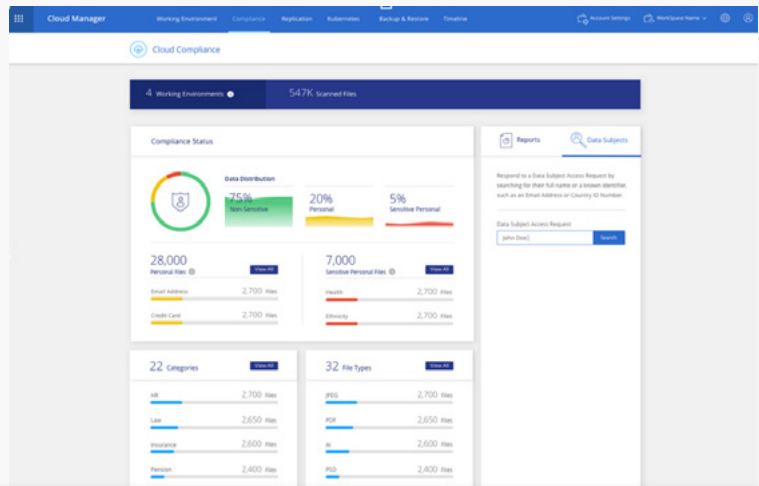 Cloud Manager
Working Environment Compliance Replication Kubernetes Backup & Restore Timeline
Account Settings WorkSpace Name
Cloud Compliance
4 Working Environments 547K Scanned Files
Compliance Status
Data Distribution
75% Non-Sensitive
20% Personal
5% Sensitive Personal
28,000
Personal Files View All
Email Address 2,700 Files
Credit Card 2,700 Files
7,000
Sensitive Personal Files View All
Health 2,700 Files
Ethnicity 2,700 Files
22 Categories View All
HR 2,700 Files
Law 2,650 Files
Insurance 2,600 Files
Pension 2,400 Files
32 File Types View All
JPEG 2,700 Files
PDF 2,650 Files
AI 2,600 Files
PSD 2,400 Files
Reports Data Subjects
Respond to a Data Subject Access Request by
searching for their full name or a known identifier,
such as an Email Address or Country ID Number.
Data Subject Access Request
John Doe Search